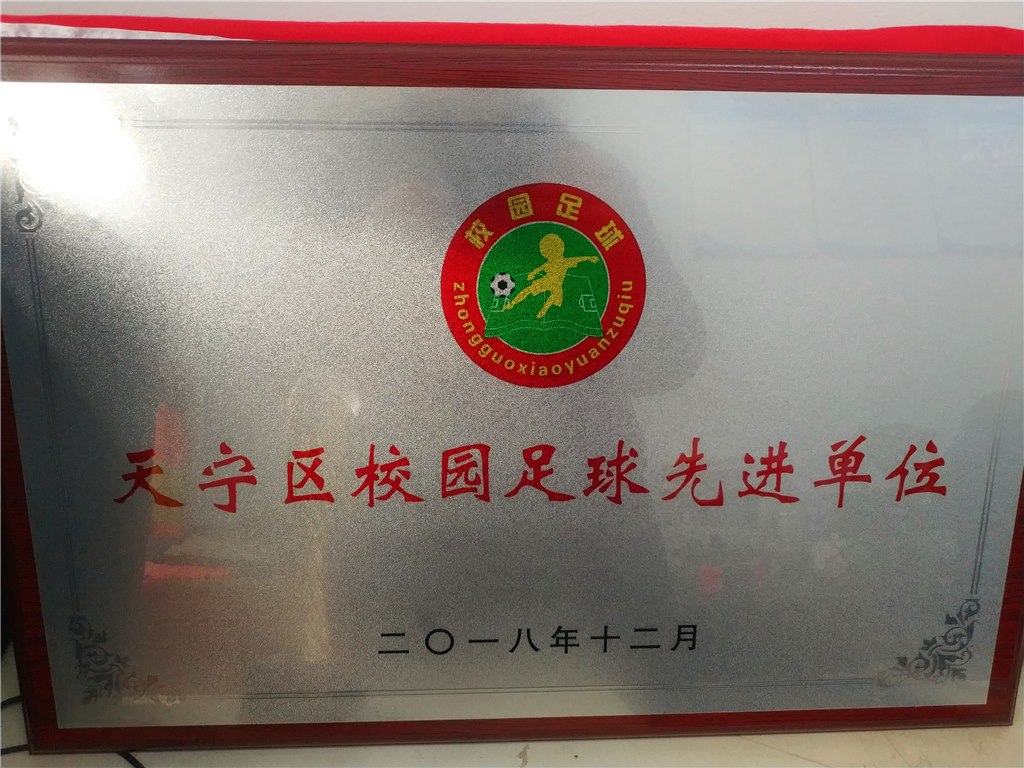 校园足球
zhongguoxiaoyuanzuqiu
天宁区校园足球先进单位
二〇一八年十二月